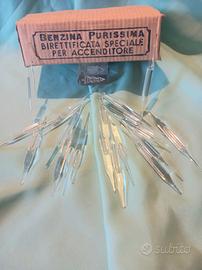 BENZINA PURISSIMA
BIRETTIFICATA SPECIALE
PER ACCENDITORE
subito